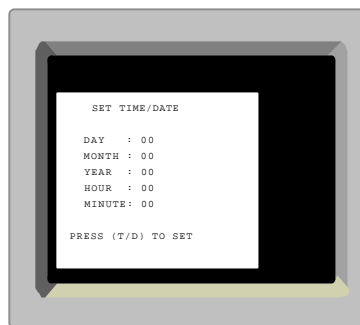 SET TIME/DATE
DAY : 00
MONTH : 00
YEAR : 00
HOUR : 00
MINUTE: 00
PRESS (T/D) TO SET